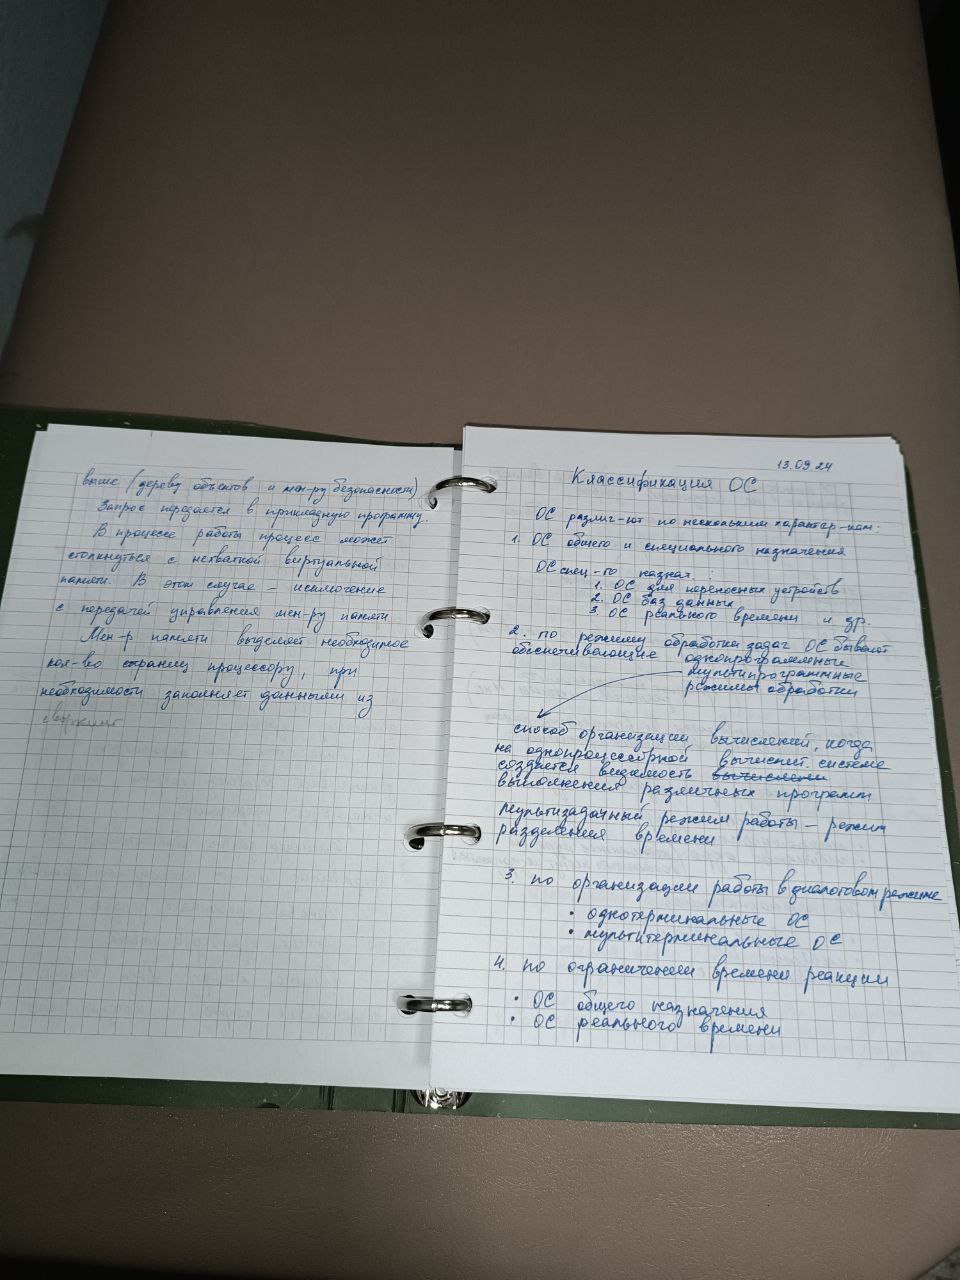 выше (дереву объектов и мен-ру безопасности)
Запрос передается в прикладную программу.
В процессе работы процесс может
столкнуться с нехваткой виртуальной
памяти. В этом случае – исключение
с передачей управления мен-ру памяти
Мен-р памяти выделяет необходимое
кол-во страниц процессору, при
необходимости заполняет данными из
13.09.24
Классификация ОС
ОС различ-ют по нескольким характер-кам:
1. ОС общего и специального назначения
ОС спец-го назнач.:
1. ОС для переносных устройств
2. ОС баз данных
3. ОС реального времени и др.
2. по режиму обработки задач ОС бывают
обеспечивающие однопрограммные
мультипрограммные
режимы обработки
способ организации вычислений, когда
на однопроцессорной вычислит. системе
создается видимость вычислени
выполнения различных программ
Мультизадачный режим работы – режим
разделения времени
3. по организации работы в диалоговом режиме
• однотерминальные ОС
• мультитерминальные ОС
4. по ограничениям времени реакции
• ОС общего назначения
• ОС реального времени